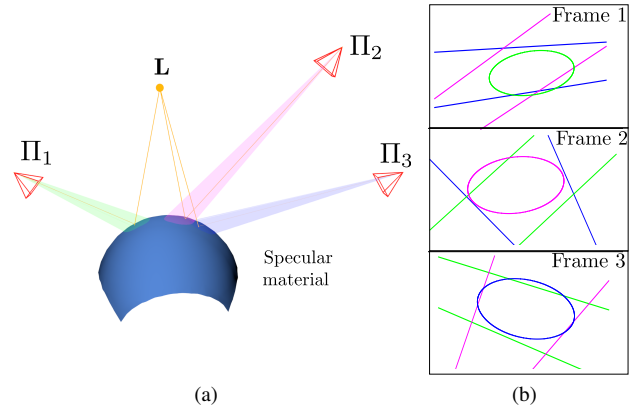 L
Π1
Π2
Π3
Specular
material
(a)
Frame 1
Frame 2
Frame 3
(b)